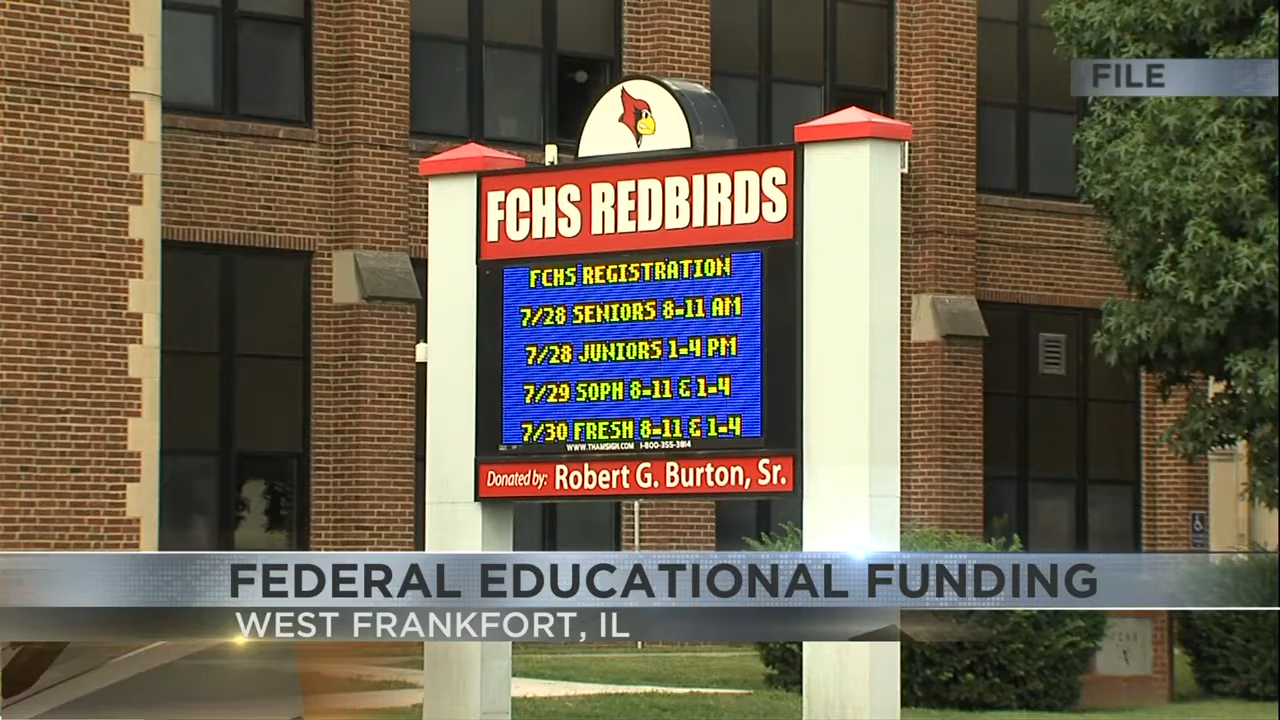 FILE
FCHS REDBIRDS
FCHS REGISTRATION
7/28 SENIORS 8-11 AM
7/28 JUNIORS 1-4 PM
7/29 SOPH 8-11 & 1-4
7/30 FRESH 8-11 & 1-4
WWW.THAMSIGN.COM 1-800-355-3814
Donated by: Robert G. Burton, Sr.
FEDERAL EDUCATIONAL FUNDING
WEST FRANKFORT, IL